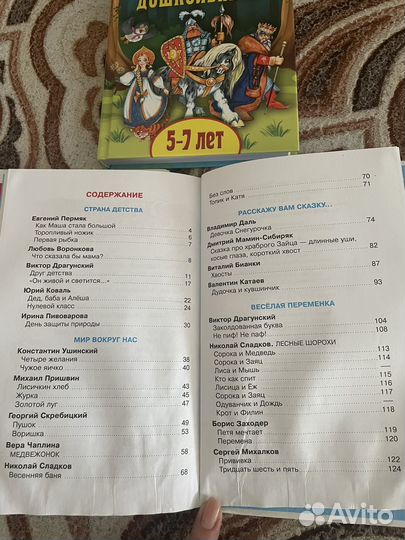 ДОШКОЛЬН
5-7 лет
СОДЕРЖАНИЕ
СТРАНА ДЕТСТВА
Евгений Пермяк
Как Маша стала большой 4
Торопливый ножик 6
Первая рыбка 7
Любовь Воронкова
Что сказала бы мама? 8
Виктор Драгунский
Друг детства 11
«Он живой и светится...» 17
Юрий Коваль
Дед, баба и Алёша 22
Нулевой класс 24
Ирина Пивоварова
День защиты природы 30
МИР ВОКРУГ НАС
Константин Ушинский
Четыре желания 38
Чужое яичко 40
Михаил Пришвин
Лисичкин хлеб 43
Журка 45
Золотой луг 47
Георгий Скребицкий
Пушок 49
Воришка 53
Вера Чаплина
МЕДВЕЖОНОК 58
Николай Сладков
Весенняя баня 68
Без слов 70
Топик и Катя 71
РАССКАЖУ ВАМ СКАЗКУ...
Владимир Даль
Девочка Снегурочка 74
Дмитрий Мамин-Сибиряк
Сказка про храброго Зайца — длинные уши,
косые глаза, короткий хвост 82
Виталий Бианки
Хвосты 87
Валентин Катаев
Дудочка и кувшинчик 93
ВЕСЁЛАЯ ПЕРЕМЕНКА
Виктор Драгунский
Заколдованная буква 104
Не пиф! Не паф! 108
Николай Сладков. ЛЕСНЫЕ ШОРОХИ
Сорока и Медведь 113
Сорока и Заяц 114
Лиса и Мышь —
Кто как спит 115
Лисица и Ёж 116
Сорока и Заяц 117
Одуванчик и Дождь —
Крот и Филин 118
Борис Заходер
Петя мечтает 119
Перемена 120
Сергей Михалков
Прививка 122
Тридцать шесть и пять 124
Avito